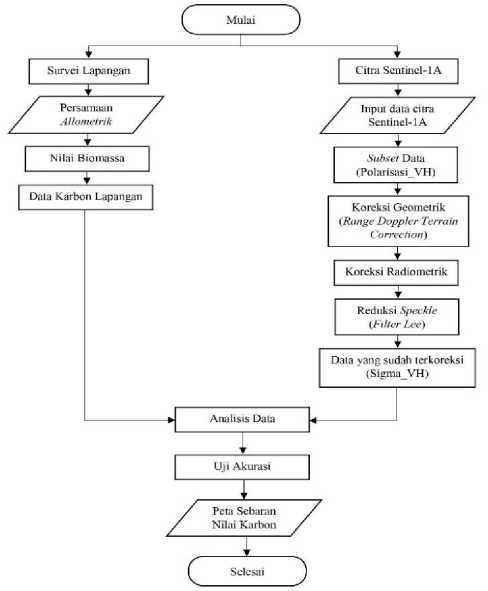 Mulai
Survei Lapangan
Persamaan
Allometrik
Nilai Biomassa
Data Karbon Lapangan
Citra Sentinel-1A
Input data citra
Sentinel-1A
Subset Data
(Polarisasi_VH)
Koreksi Geometrik
(Range Doppler Terrain
Correction)
Koreksi Radiometrik
Reduksi Speckle
(Filter Lee)
Data yang sudah terkoreksi
(Sigma_VH)
Analisis Data
Uji Akurasi
Peta Sebaran
Nilai Karbon
Selesai